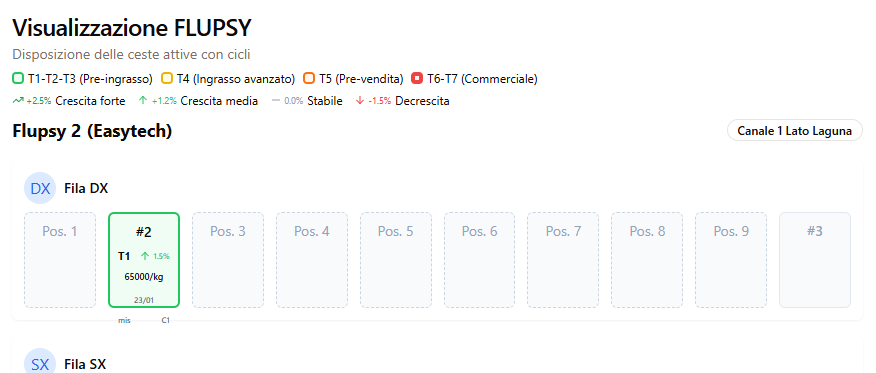 Visualizzazione FLUPSY
Disposizione delle ceste attive con cicli
T1-T2-T3 (Pre-ingrasso) T4 (Ingrasso avanzato) T5 (Pre-vendita) T6-T7 (Commerciale)
+2.5% Crescita forte +1.2% Crescita media 0.0% Stabile -1.5% Decrescita
Flupsy 2 (Easytech) Canale 1 Lato Laguna
DX Fila DX
Pos. 1 #2 Pos. 3 Pos. 4 Pos. 5 Pos. 6 Pos. 7 Pos. 8 Pos. 9 #3
T1 1.5%
65000/kg
23/01
mis C1
SX Fila SX